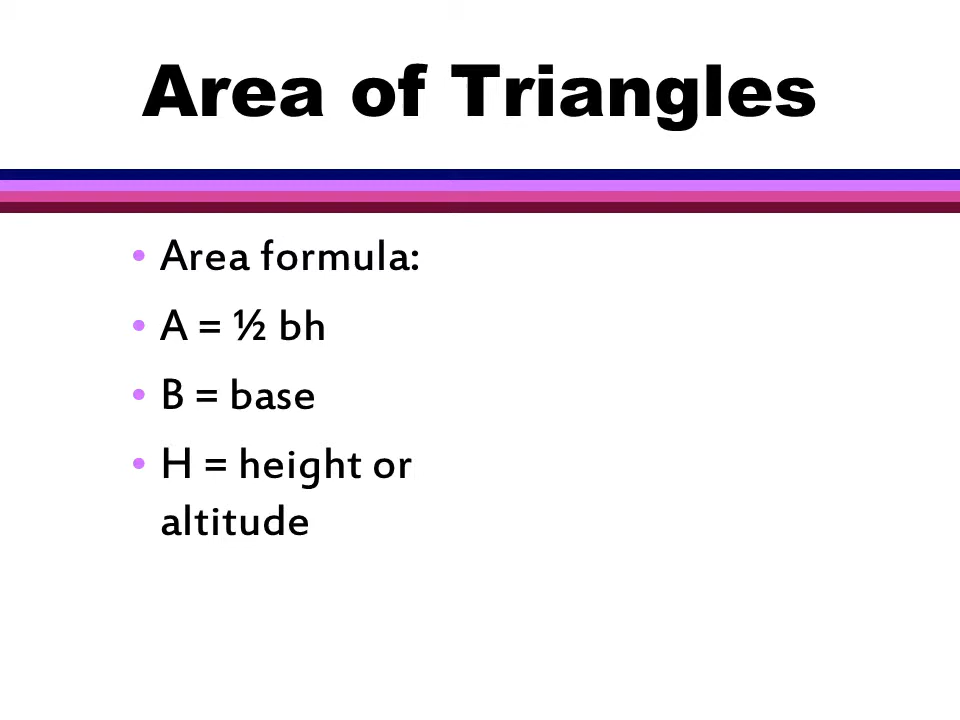 Area of Triangles
• Area formula:
• A = ½ bh
• B = base
• H = height or
altitude